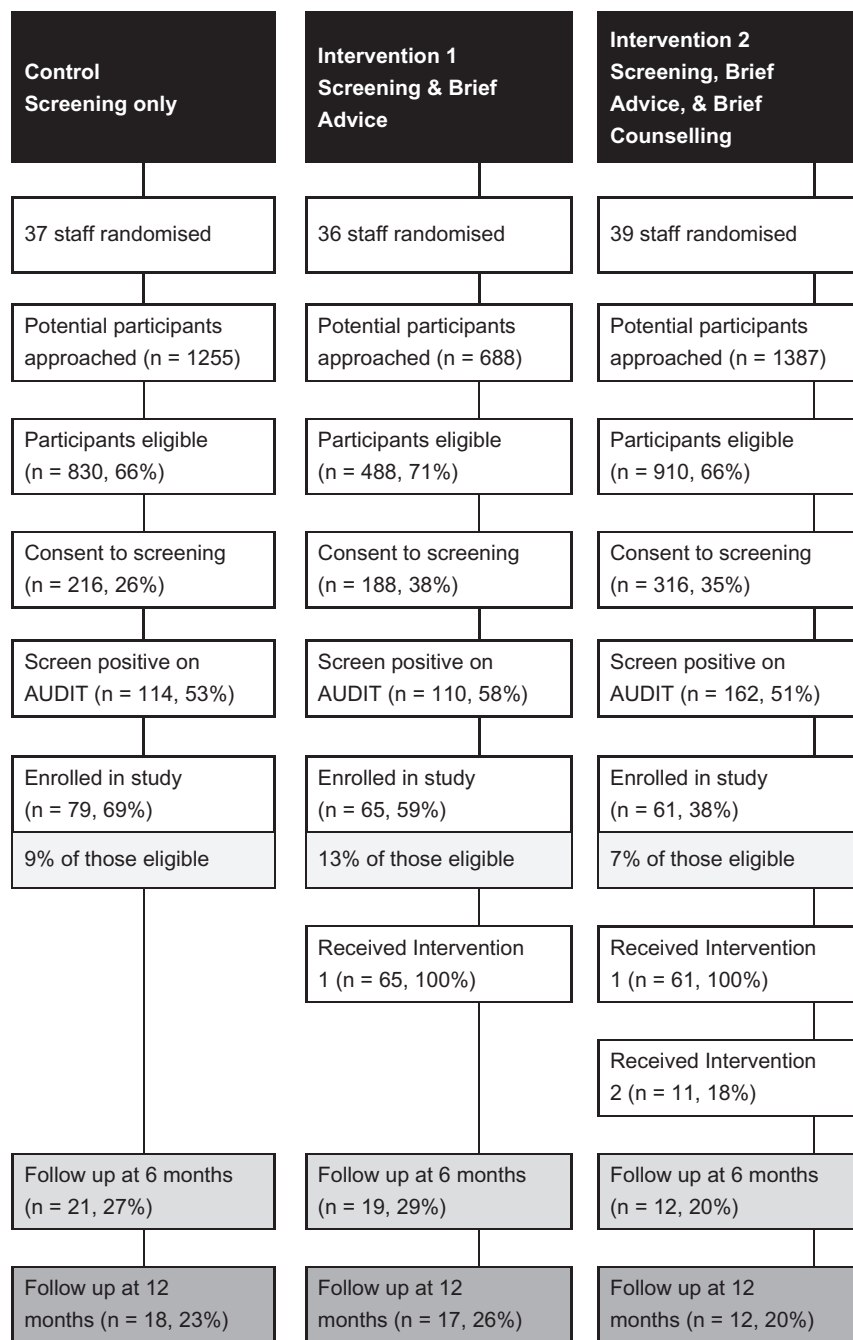 Control
Screening only
Intervention 1
Screening & Brief
Advice
Intervention 2
Screening, Brief
Advice, & Brief
Counselling
37 staff randomised
36 staff randomised
39 staff randomised
Potential participants
approached (n = 1255)
Potential participants
approached (n = 688)
Potential participants
approached (n = 1387)
Participants eligible
(n = 830, 66%)
Participants eligible
(n = 488, 71%)
Participants eligible
(n = 910, 66%)
Consent to screening
(n = 216, 26%)
Consent to screening
(n = 188, 38%)
Consent to screening
(n = 316, 35%)
Screen positive on
AUDIT (n = 114, 53%)
Screen positive on
AUDIT (n = 110, 58%)
Screen positive on
AUDIT (n = 162, 51%)
Enrolled in study
(n = 79, 69%)
Enrolled in study
(n = 65, 59%)
Enrolled in study
(n = 61, 38%)
9% of those eligible
13% of those eligible
7% of those eligible
Received Intervention
1 (n = 65, 100%)
Received Intervention
1 (n = 61, 100%)
Received Intervention
2 (n = 11, 18%)
Follow up at 6 months
(n = 21, 27%)
Follow up at 6 months
(n = 19, 29%)
Follow up at 6 months
(n = 12, 20%)
Follow up at 12
months (n = 18, 23%)
Follow up at 12
months (n = 17, 26%)
Follow up at 12
months (n = 12, 20%)